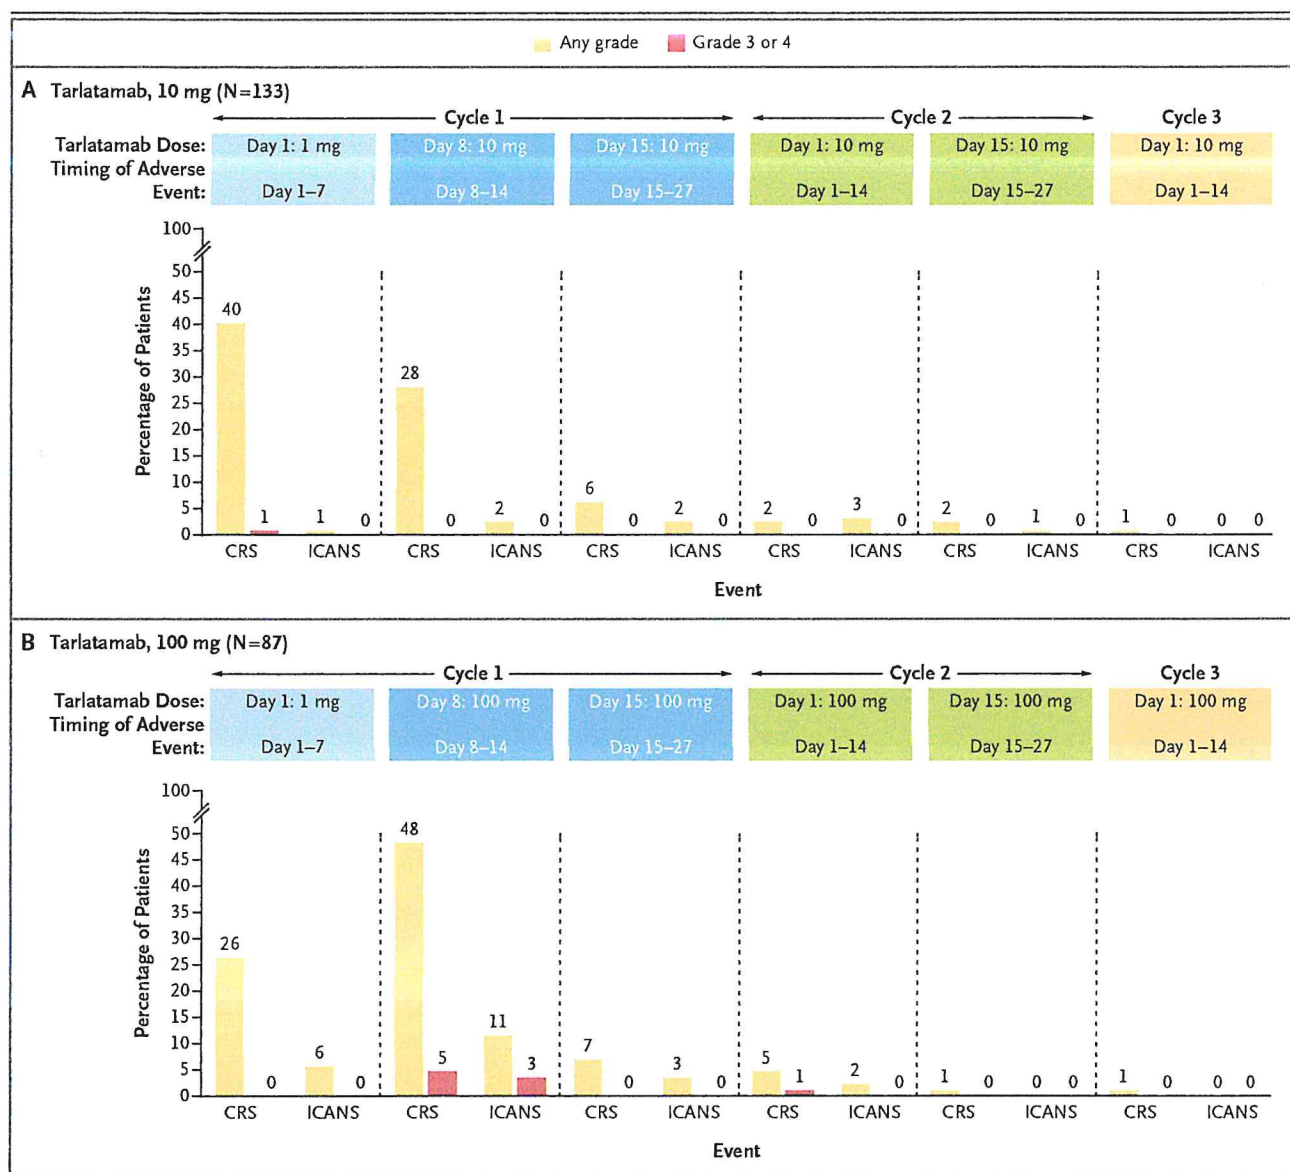 Any grade Grade 3 or 4
A Tarlatamab, 10 mg (N=133)
Cycle 1 Cycle 2 Cycle 3
Tarlatamab Dose: Day 1: 1 mg Day 8: 10 mg Day 15: 10 mg Day 1: 10 mg Day 15: 10 mg Day 1: 10 mg
Timing of Adverse
Event: Day 1–7 Day 8–14 Day 15–27 Day 1–14 Day 15–27 Day 1–14
Percentage of Patients
100
50
45
40
35
30
25
20
15
10
5
0
40 1 1 0 28 0 2 0 6 0 2 0 2 0 3 0 2 0 1 0 1 0 0 0
CRS ICANS CRS ICANS CRS ICANS CRS ICANS CRS ICANS CRS ICANS
Event
B Tarlatamab, 100 mg (N=87)
Cycle 1 Cycle 2 Cycle 3
Tarlatamab Dose: Day 1: 1 mg Day 8: 100 mg Day 15: 100 mg Day 1: 100 mg Day 15: 100 mg Day 1: 100 mg
Timing of Adverse
Event: Day 1–7 Day 8–14 Day 15–27 Day 1–14 Day 15–27 Day 1–14
Percentage of Patients
100
50
45
40
35
30
25
20
15
10
5
0
26 0 6 0 48 5 11 3 7 0 3 0 5 1 2 0 1 0 0 0 1 0 0 0
CRS ICANS CRS ICANS CRS ICANS CRS ICANS CRS ICANS CRS ICANS
Event